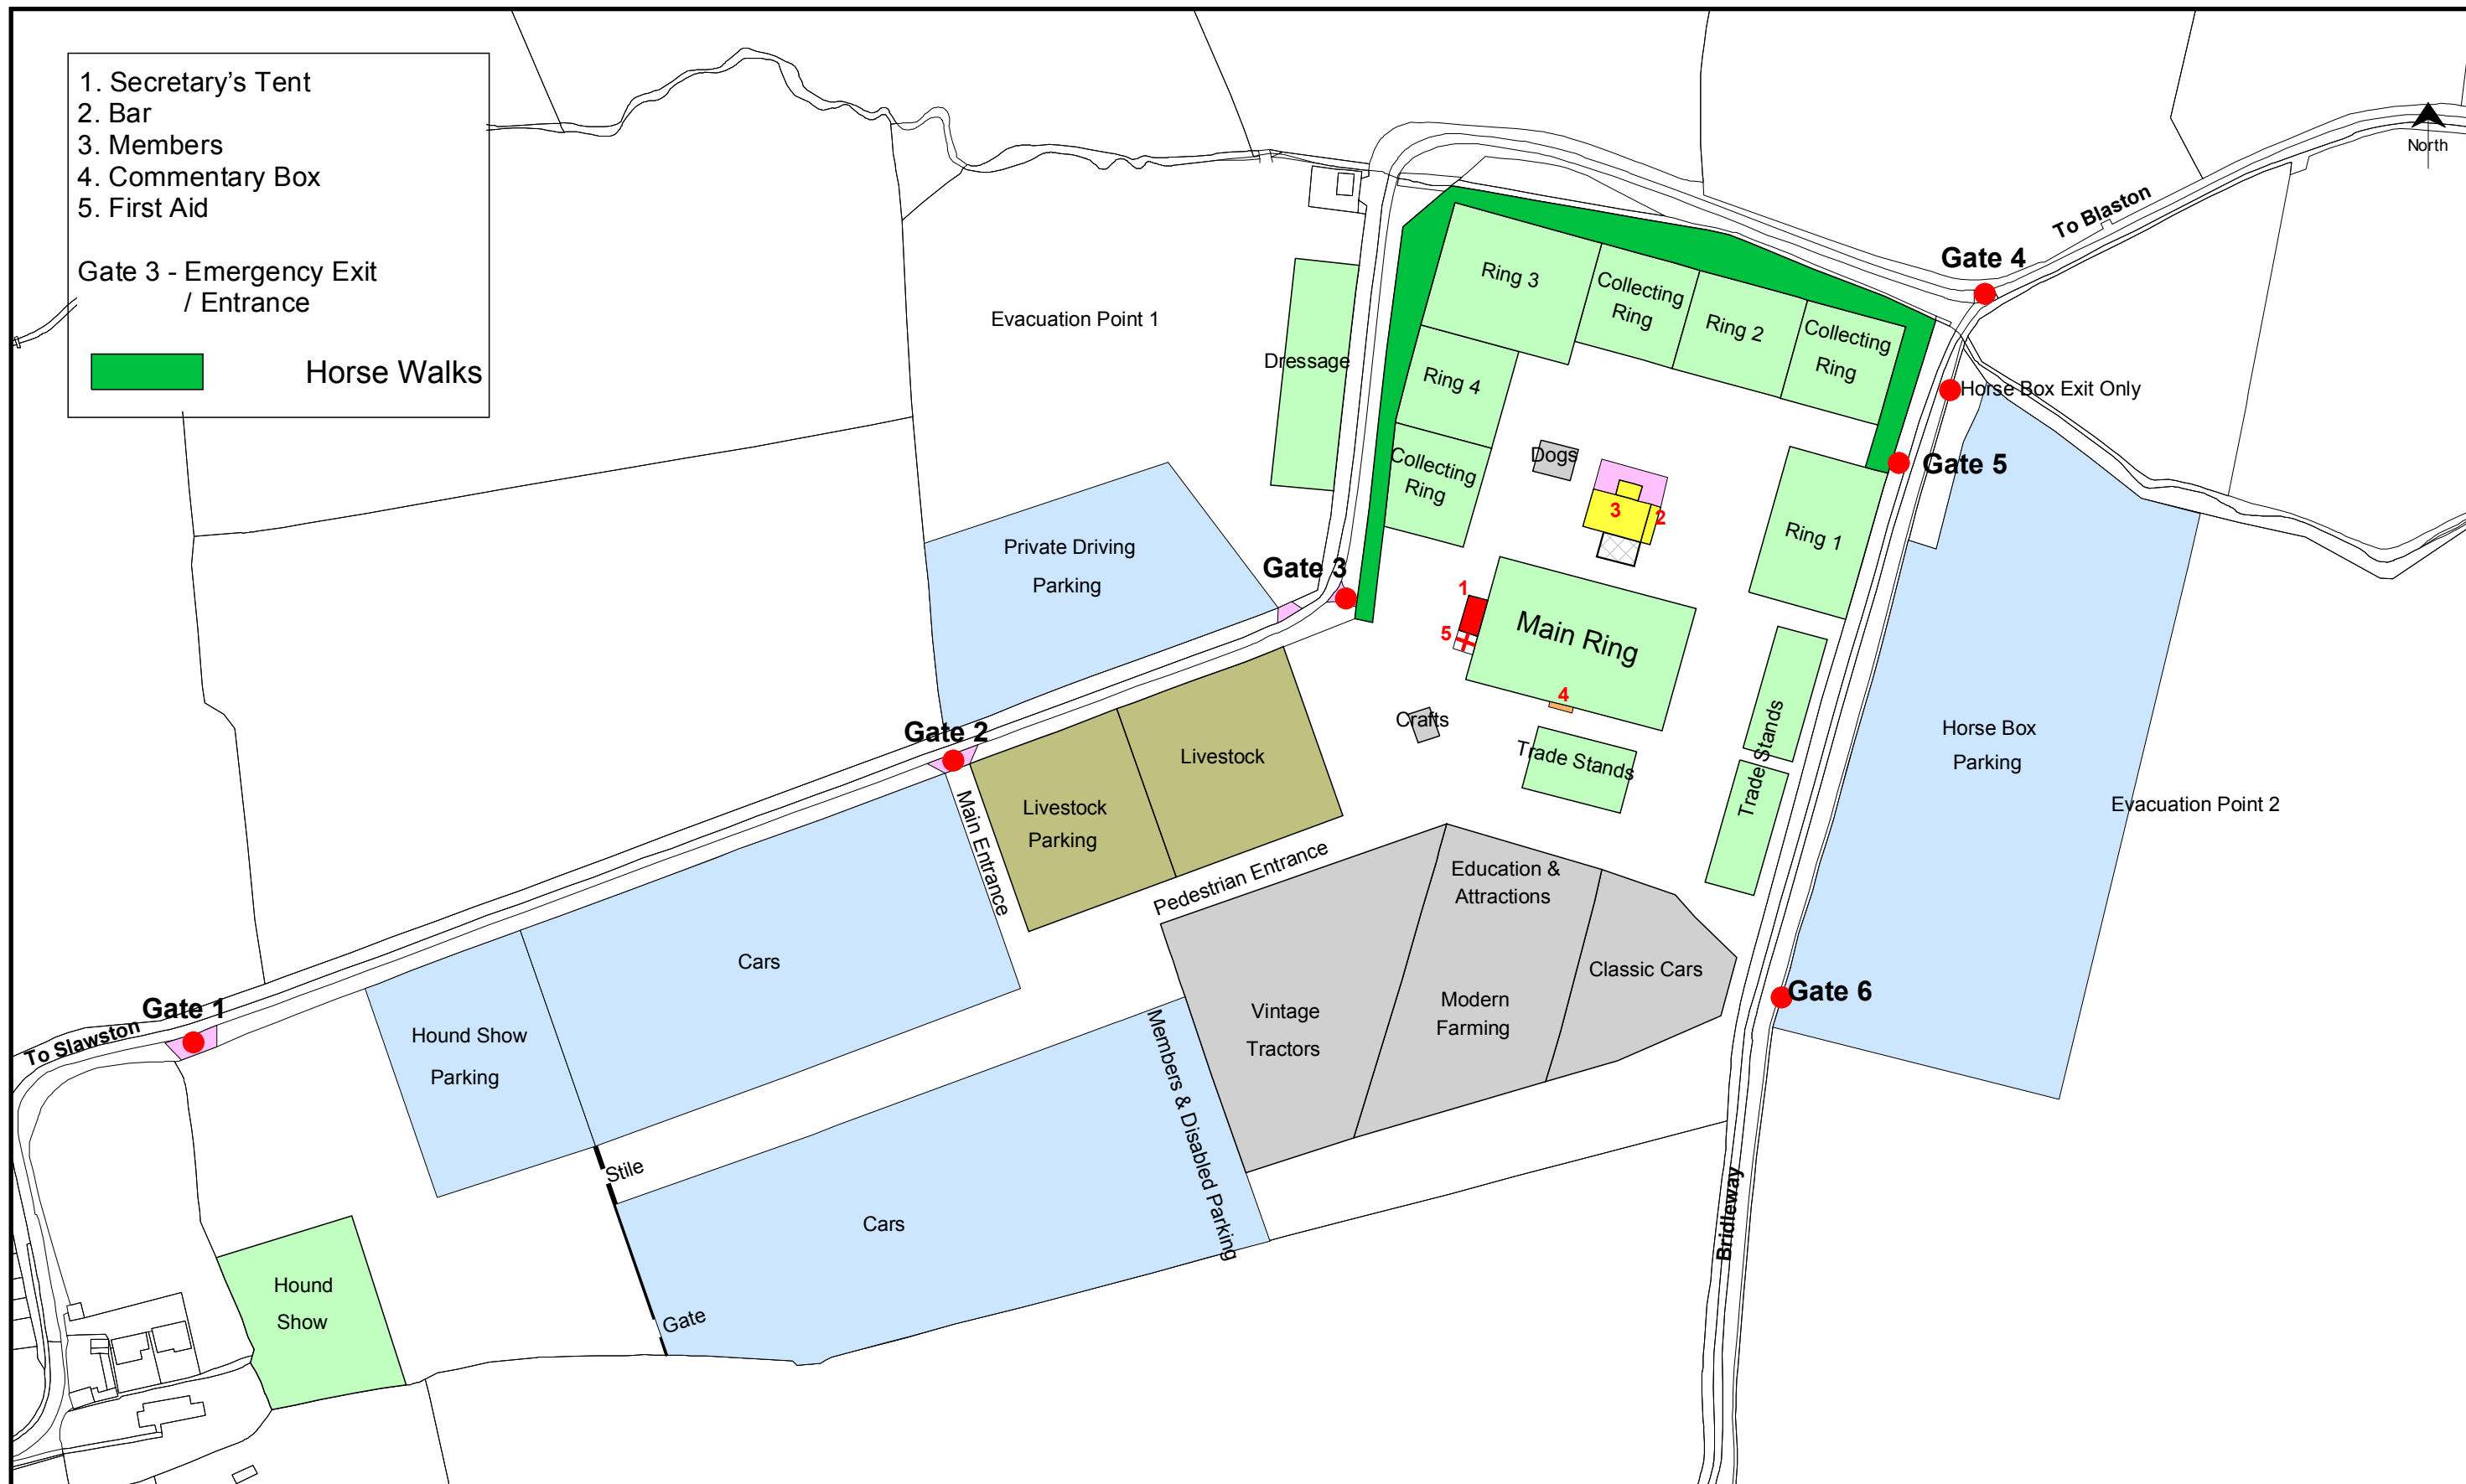 1. Secretary's Tent
2. Bar
3. Members
4. Commentary Box
5. First Aid
Gate 3 - Emergency Exit
/ Entrance
Horse Walks
North
To Blaston
Gate 4
Horse Box Exit Only
Gate 5
Ring 3
Collecting
Ring
Ring 2
Collecting
Ring
Evacuation Point 1
Dressage
Ring 4
Collecting
Ring
Dogs
3
2
Ring 1
Private Driving
Parking
Gate 3
1
5
Main Ring
4
Crafts
Trade Stands
Trade Stands
Trade Stands
Horse Box
Parking
Evacuation Point 2
Gate 2
Main Entrance
Livestock
Livestock
Parking
Pedestrian Entrance
Education &
Attractions
Modern
Farming
Classic Cars
Vintage
Tractors
Gate 6
Cars
Gate 1
To Slawston
Hound Show
Parking
Members & Disabled Parking
Stile
Cars
Bridleway
Hound
Show
Gate